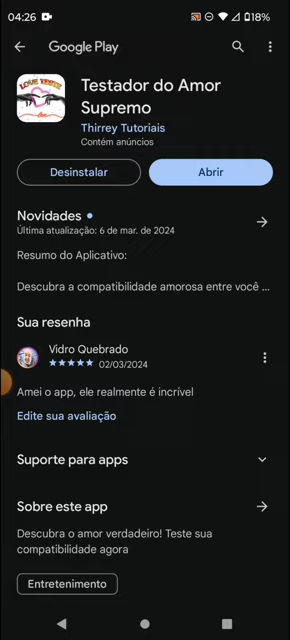 04:26
18%
Google Play
LOVE TESTE
Testador do Amor
Supremo
Thirrey Tutoriais
Contém anúncios
Desinstalar
Abrir
Novidades
Última atualização: 6 de mar. de 2024
Resumo do Aplicativo:
Descubra a compatibilidade amorosa entre você ...
Sua resenha
Vidro Quebrado
02/03/2024
Amei o app, ele realmente é incrível
Edite sua avaliação
Suporte para apps
Sobre este app
Descubra o amor verdadeiro! Teste sua
compatibilidade agora
Entretenimento